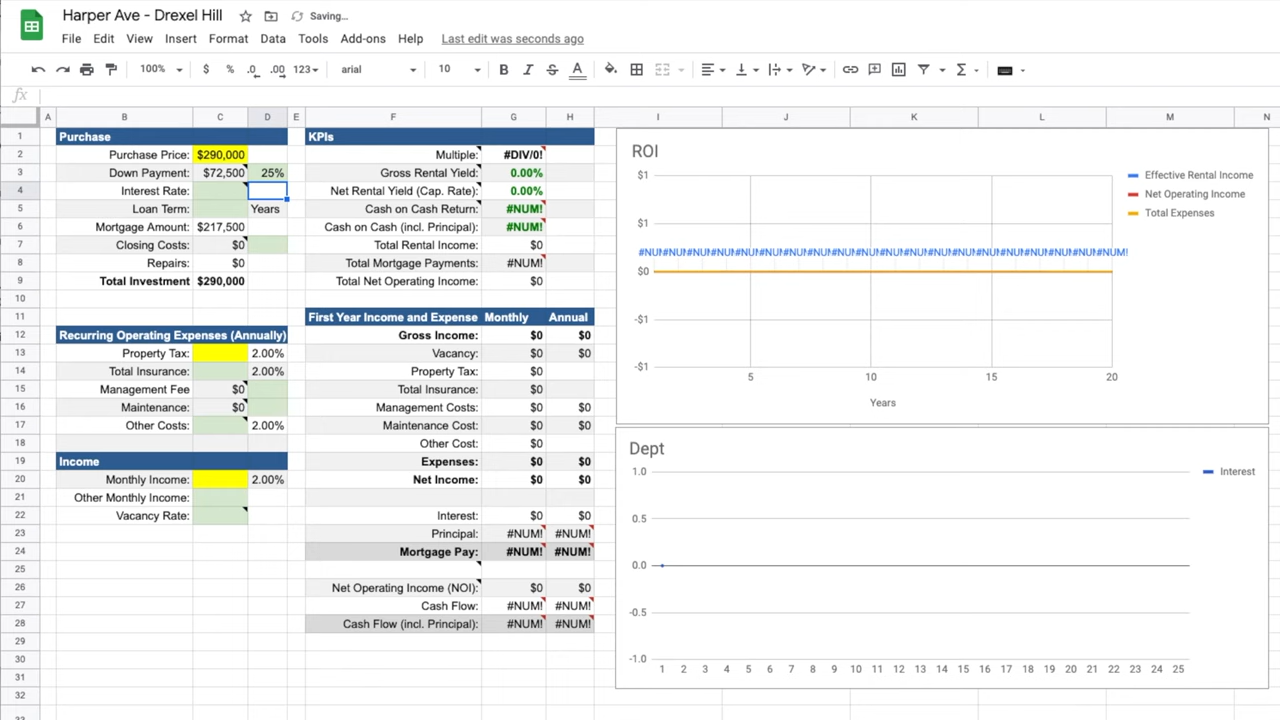 Harper Ave - Drexel Hill Saving...
File Edit View Insert Format Data Tools Add-ons Help Last edit was seconds ago
100% $ % .0 .00 123 arial 10 B I S A
fx
A B C D E F G H I J K L M N
1 Purchase KPIs
2 Purchase Price: $290,000 Multiple: #DIV/0!
3 Down Payment: $72,500 25% Gross Rental Yield: 0.00%
4 Interest Rate: Net Rental Yield (Cap. Rate): 0.00%
5 Loan Term: Years Cash on Cash Return: #NUM!
6 Mortgage Amount: $217,500 Cash on Cash (incl. Principal): #NUM!
7 Closing Costs: $0 Total Rental Income: $0
8 Repairs: $0 Total Mortgage Payments: #NUM!
9 Total Investment $290,000 Total Net Operating Income: $0
10
11 First Year Income and Expense Monthly Annual
12 Recurring Operating Expenses (Annually) Gross Income: $0 $0
13 Property Tax: 2.00% Vacancy: $0 $0
14 Total Insurance: 2.00% Property Tax: $0
15 Management Fee $0 Total Insurance: $0
16 Maintenance: $0 Management Costs: $0 $0
17 Other Costs: 2.00% Maintenance Cost: $0 $0
18 Other Cost: $0
19 Income Expenses: $0 $0
20 Monthly Income: 2.00% Net Income: $0 $0
21 Other Monthly Income:
22 Vacancy Rate: Interest: $0 $0
23 Principal: #NUM! #NUM!
24 Mortgage Pay: #NUM! #NUM!
25
26 Net Operating Income (NOI): $0 $0
27 Cash Flow: #NUM! #NUM!
28 Cash Flow (incl. Principal): #NUM! #NUM!
29
30
31
32
ROI
Effective Rental Income
Net Operating Income
Total Expenses
$1
$1
$0
-$1
-$1
5 10 15 20
Years
Dept
Interest
1.0
0.5
0.0
-0.5
-1.0
1 2 3 4 5 6 7 8 9 10 11 12 13 14 15 16 17 18 19 20 21 22 23 24 25